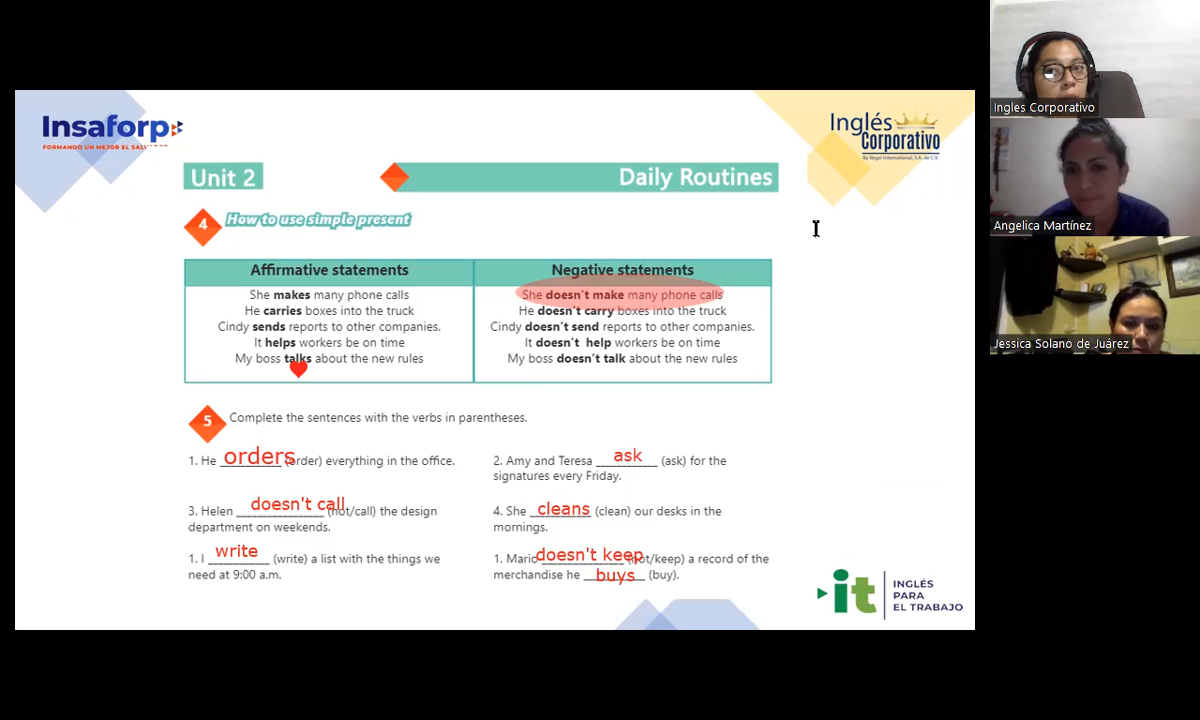 Insaforp
FORMANDO UN MEJOR EL SAL
Inglés
Corporativo
By Regal International, S.A. de C.V.
Unit 2
Daily Routines
4 How to use simple present
Affirmative statements
She makes many phone calls
He carries boxes into the truck
Cindy sends reports to other companies.
It helps workers be on time
My boss talks about the new rules
Negative statements
She doesn't make many phone calls
He doesn't carry boxes into the truck
Cindy doesn't send reports to other companies.
It doesn't help workers be on time
My boss doesn't talk about the new rules
5 Complete the sentences with the verbs in parentheses.
1. He orders (order) everything in the office.
2. Amy and Teresa ask (ask) for the
signatures every Friday.
3. Helen doesn't call (not/call) the design
department on weekends.
4. She cleans (clean) our desks in the
mornings.
1. I write (write) a list with the things we
need at 9:00 a.m.
1. Mario doesn't keep (not/keep) a record of the
merchandise he buys (buy).
it
INGLÉS
PARA
EL TRABAJO
Ingles Corporativo
Angelica Martínez
Jessica Solano de Juárez